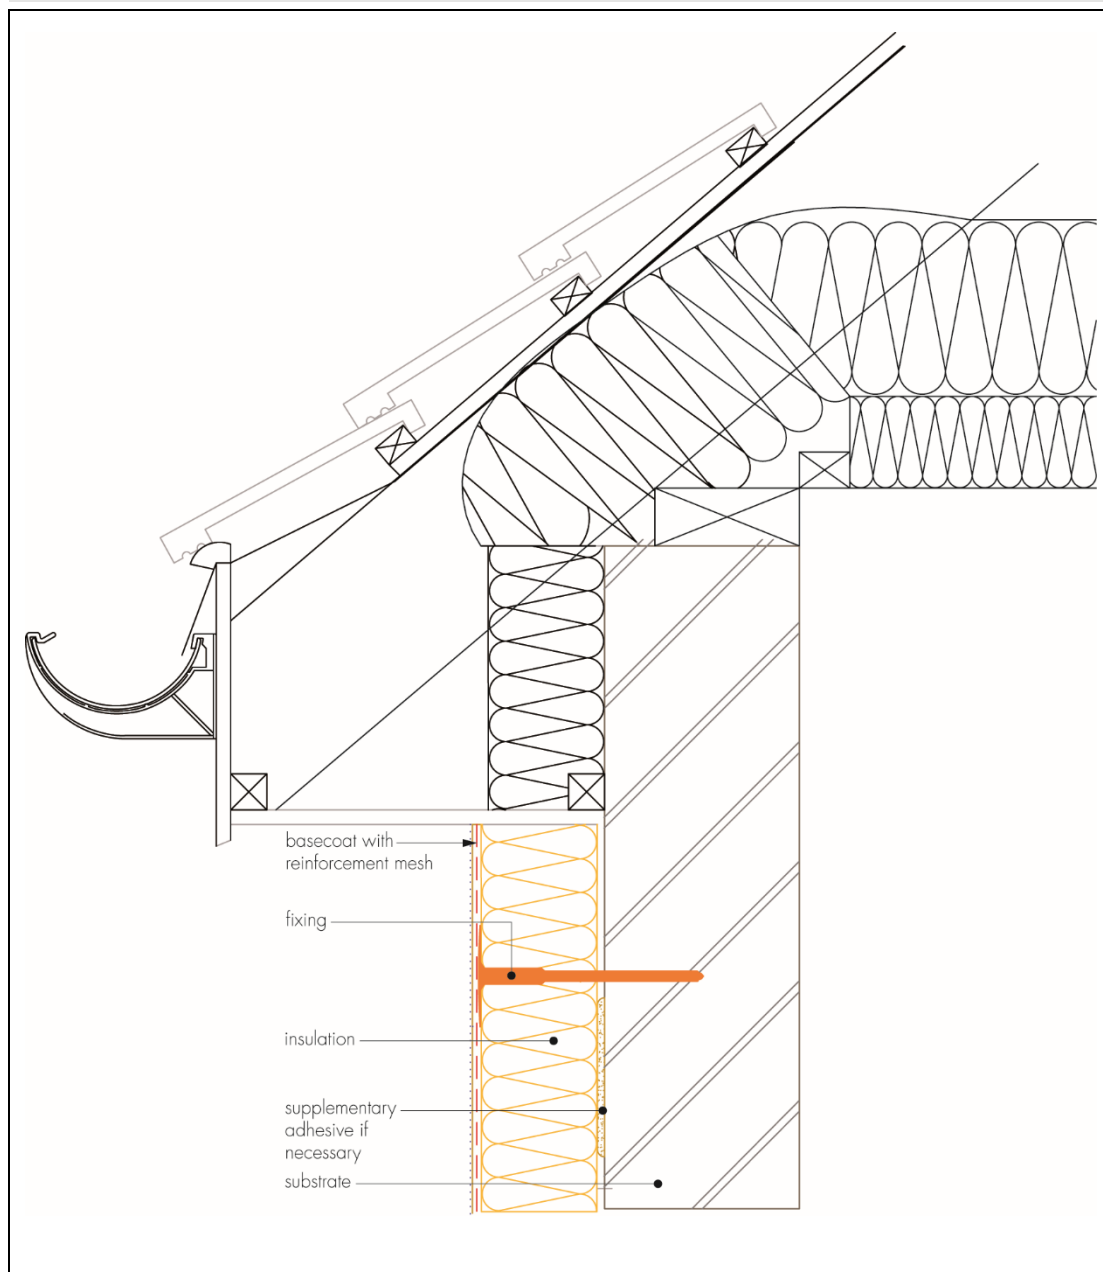 basecoat with
reinforcement mesh
fixing
insulation
supplementary
adhesive if
necessary
substrate